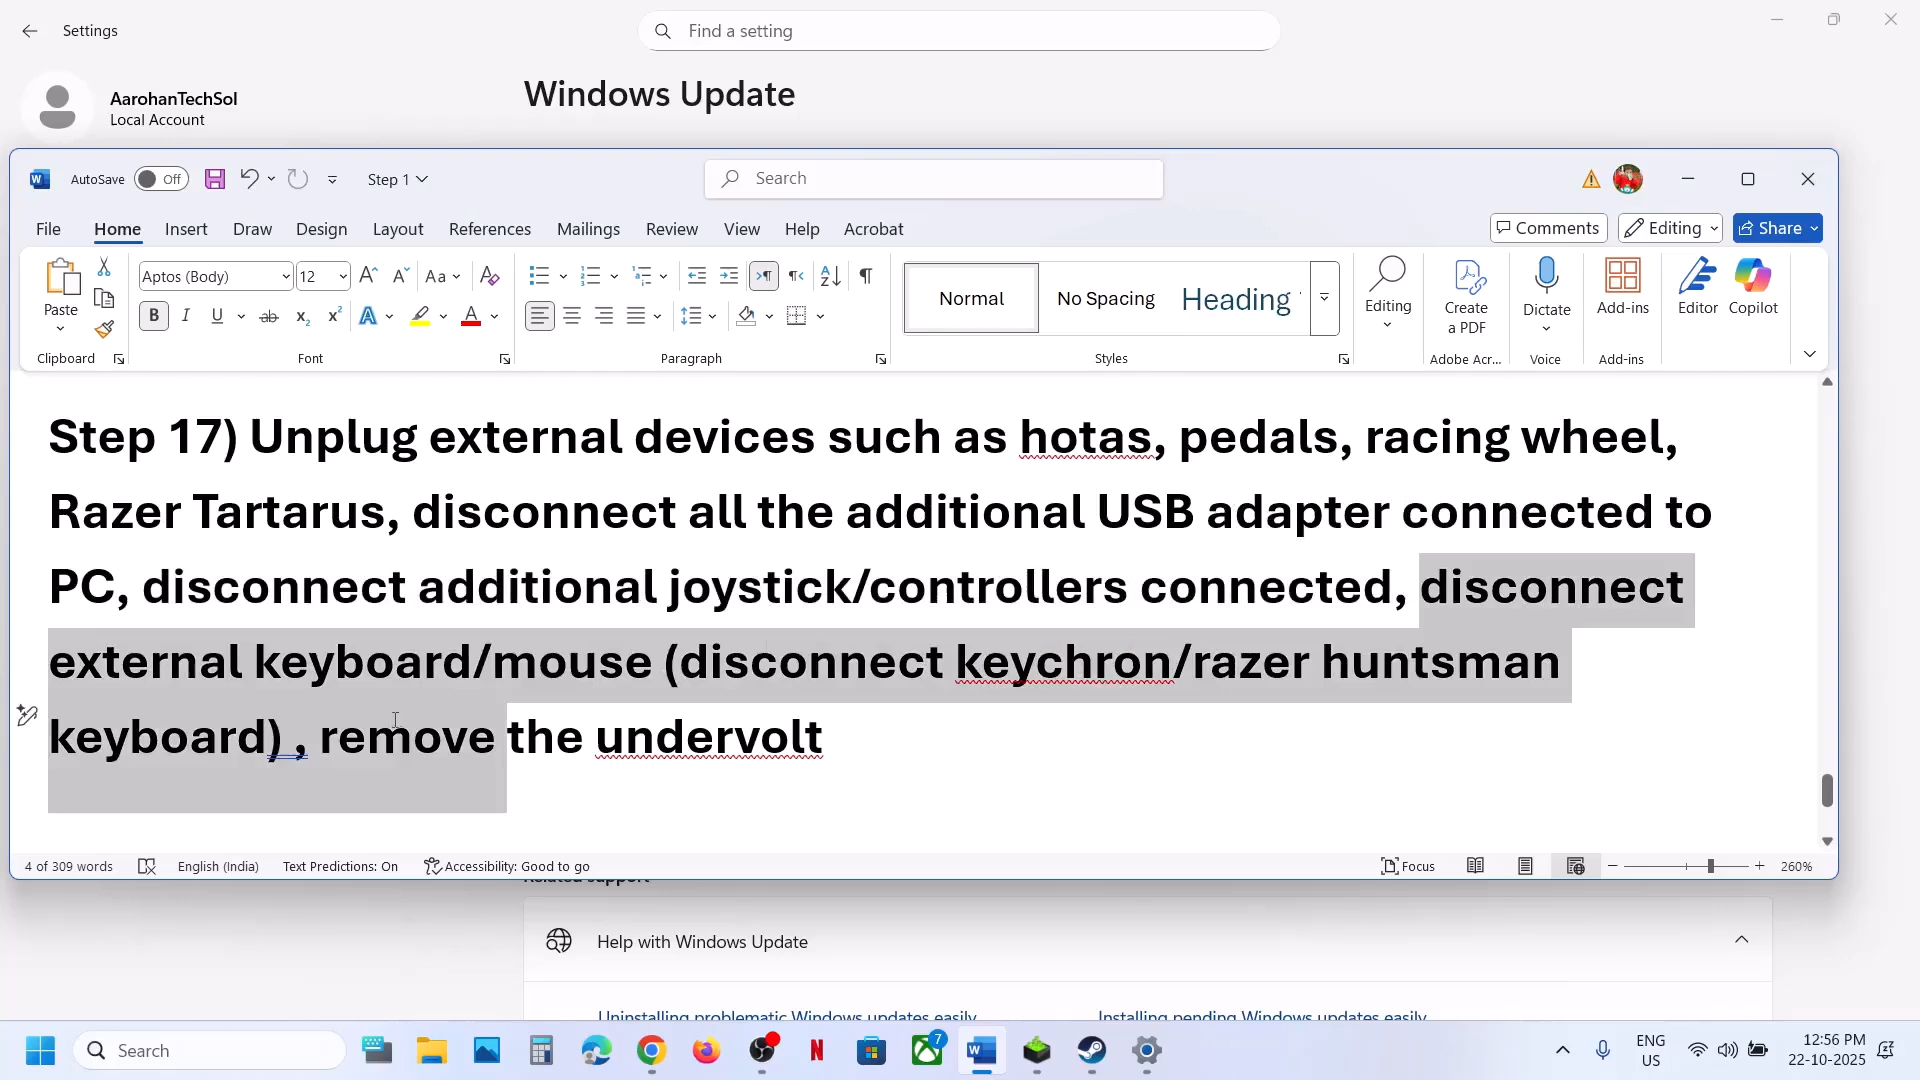 Settings
Find a setting
AarohanTechSol
Local Account
Windows Update
AutoSave Off Step 1 Search
File Home Insert Draw Design Layout References Mailings Review View Help Acrobat Comments Editing Share
Paste Aptos (Body) 12 Aa Normal No Spacing Heading Editing Create a PDF Dictate Add-ins Editor Copilot
Clipboard Font Paragraph Styles Adobe Acr... Voice Add-ins
Step 17) Unplug external devices such as hotas, pedals, racing wheel,
Razer Tartarus, disconnect all the additional USB adapter connected to
PC, disconnect additional joystick/controllers connected, disconnect
external keyboard/mouse (disconnect keychron/razer huntsman
keyboard) , remove the undervolt
4 of 309 words English (India) Text Predictions: On Accessibility: Good to go Focus 260%
Related support
Help with Windows Update
Uninstalling problematic Windows updates easily Installing pending Windows updates easily
Search 7 ENG US 12:56 PM 22-10-2025